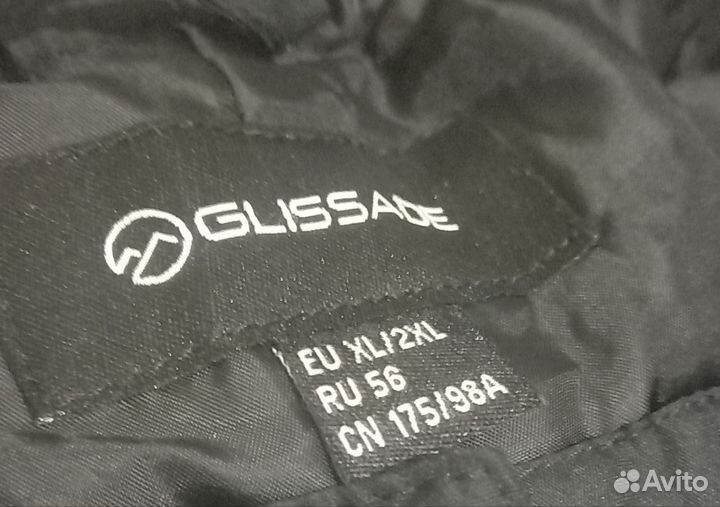 GLISSADE
EU XL/2XL
RU 56
CN 175/98A
Avito